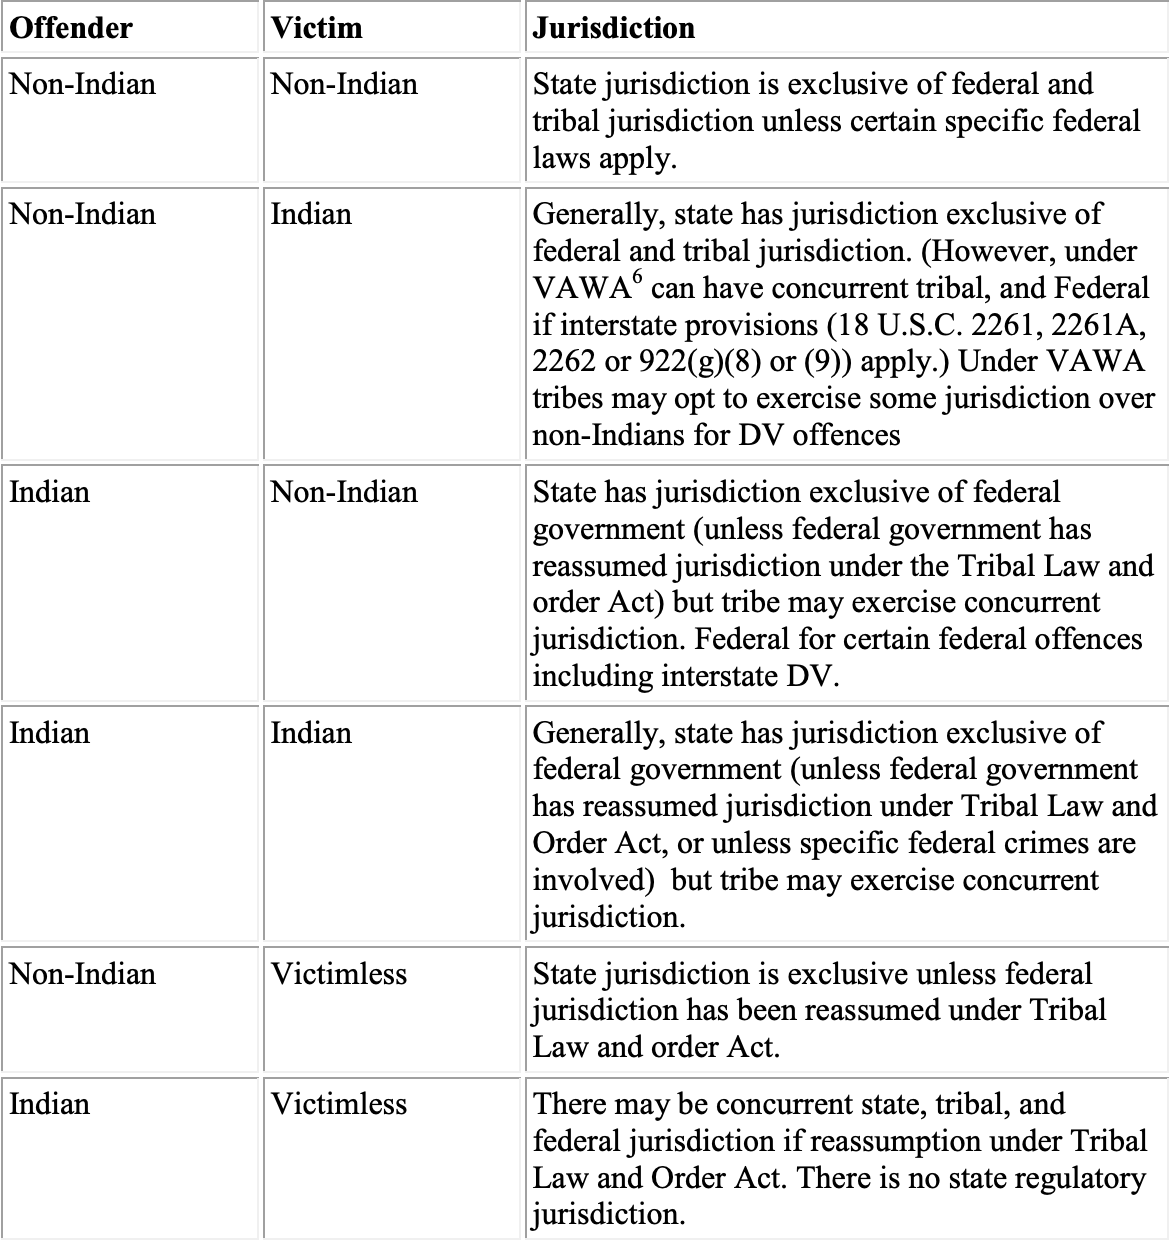 Offender Victim Jurisdiction
Non-Indian Non-Indian State jurisdiction is exclusive of federal and
tribal jurisdiction unless certain specific federal
laws apply.
Non-Indian Indian Generally, state has jurisdiction exclusive of
federal and tribal jurisdiction. (However, under
VAWA6 can have concurrent tribal, and Federal
if interstate provisions (18 U.S.C. 2261, 2261A,
2262 or 922(g)(8) or (9)) apply.) Under VAWA
tribes may opt to exercise some jurisdiction over
non-Indians for DV offences
Indian Non-Indian State has jurisdiction exclusive of federal
government (unless federal government has
reassumed jurisdiction under the Tribal Law and
order Act) but tribe may exercise concurrent
jurisdiction. Federal for certain federal offences
including interstate DV.
Indian Indian Generally, state has jurisdiction exclusive of
federal government (unless federal government
has reassumed jurisdiction under Tribal Law and
Order Act, or unless specific federal crimes are
involved)  but tribe may exercise concurrent
jurisdiction.
Non-Indian Victimless State jurisdiction is exclusive unless federal
jurisdiction has been reassumed under Tribal
Law and order Act.
Indian Victimless There may be concurrent state, tribal, and
federal jurisdiction if reassumption under Tribal
Law and Order Act. There is no state regulatory
jurisdiction.